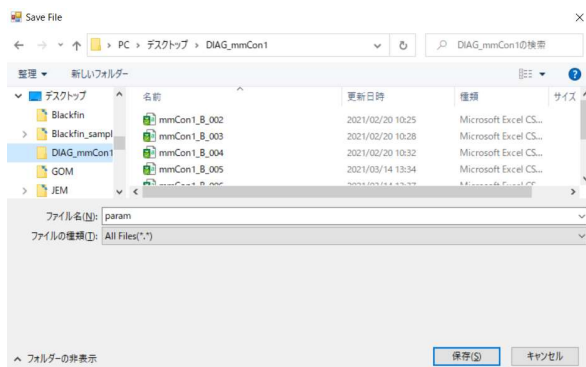 Save File
PC › デスクトップ › DIAG_mmCon1
DIAG_mmCon1の検索
整理 ▼ 新しいフォルダー
デスクトップ
Blackfin
Blackfin_sampl
DIAG_mmCon1
GOM
JEM
名前 更新日時 種類 サイズ
mmCon1_B_002 2021/02/20 10:25 Microsoft Excel CS...
mmCon1_B_003 2021/02/20 10:28 Microsoft Excel CS...
mmCon1_B_004 2021/02/20 10:32 Microsoft Excel CS...
mmCon1_B_005 2021/03/14 13:34 Microsoft Excel CS...
ファイル名(N): param
ファイルの種類(T): All Files(*.*)
フォルダーの非表示
保存(S) キャンセル